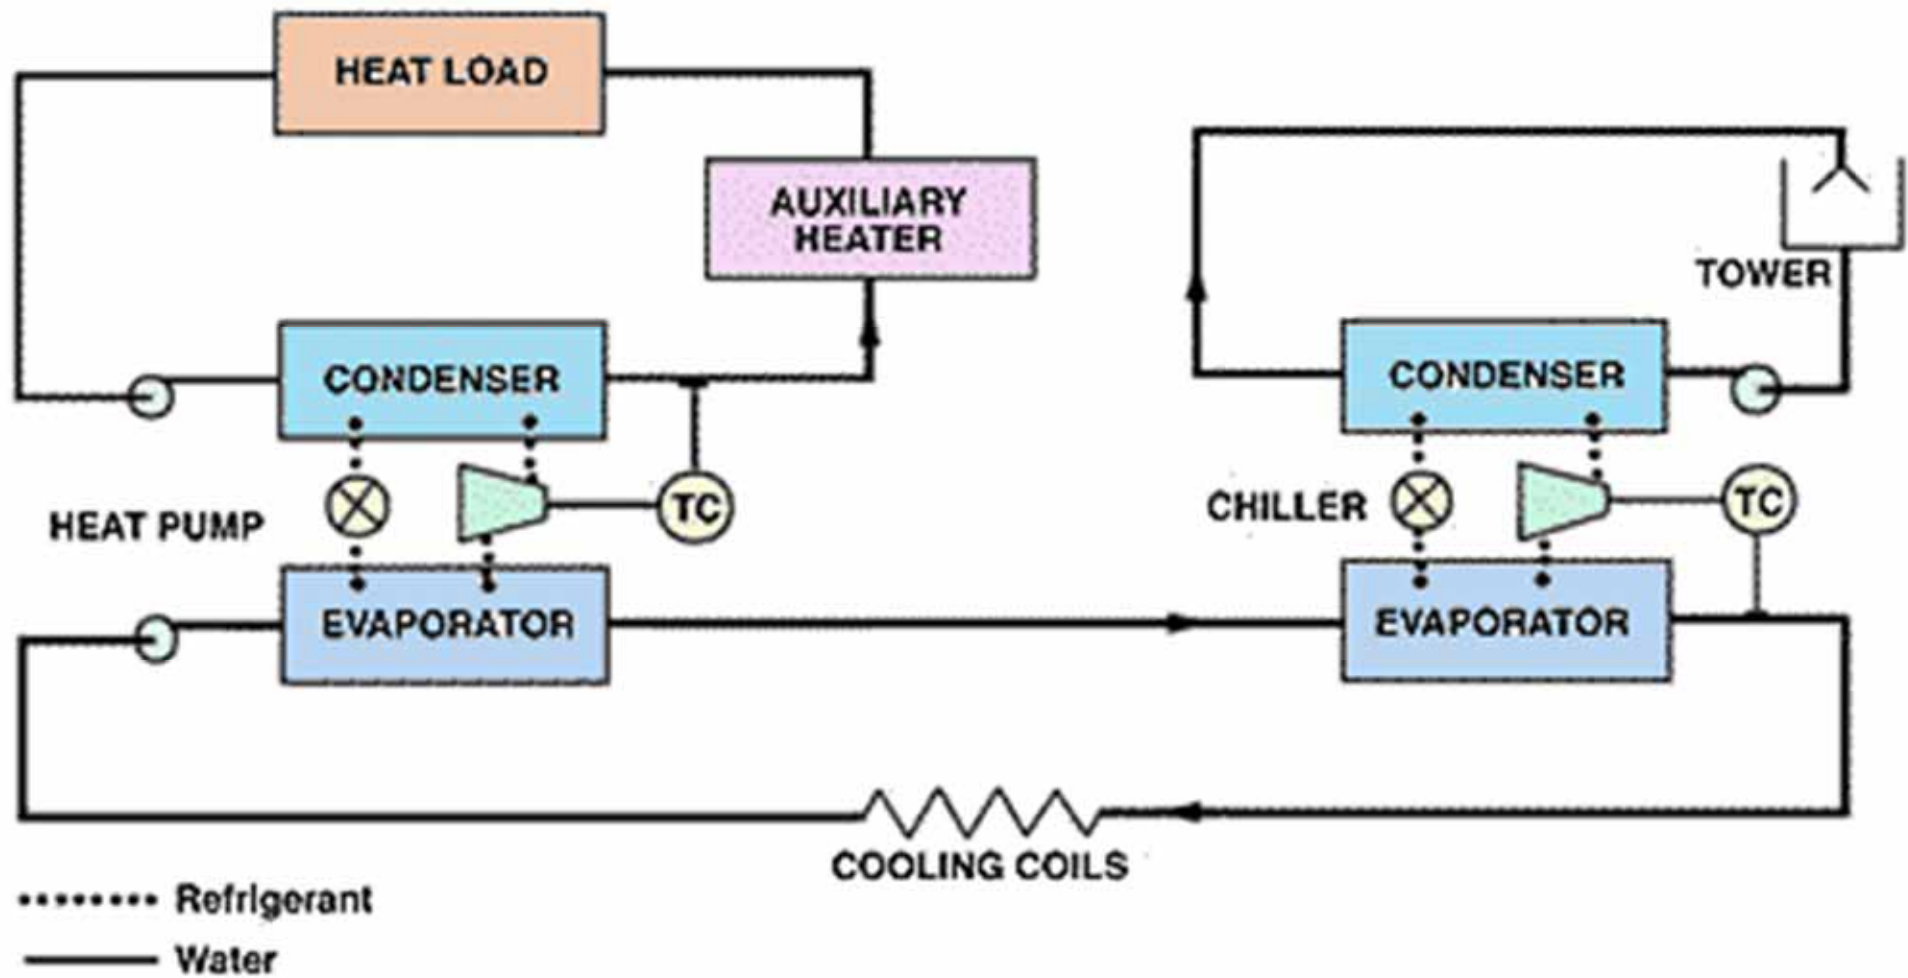 HEAT LOAD
AUXILIARY
HEATER
TOWER
CONDENSER
CONDENSER
HEAT PUMP
TC
CHILLER
TC
EVAPORATOR
EVAPORATOR
COOLING COILS
Refrigerant
Water